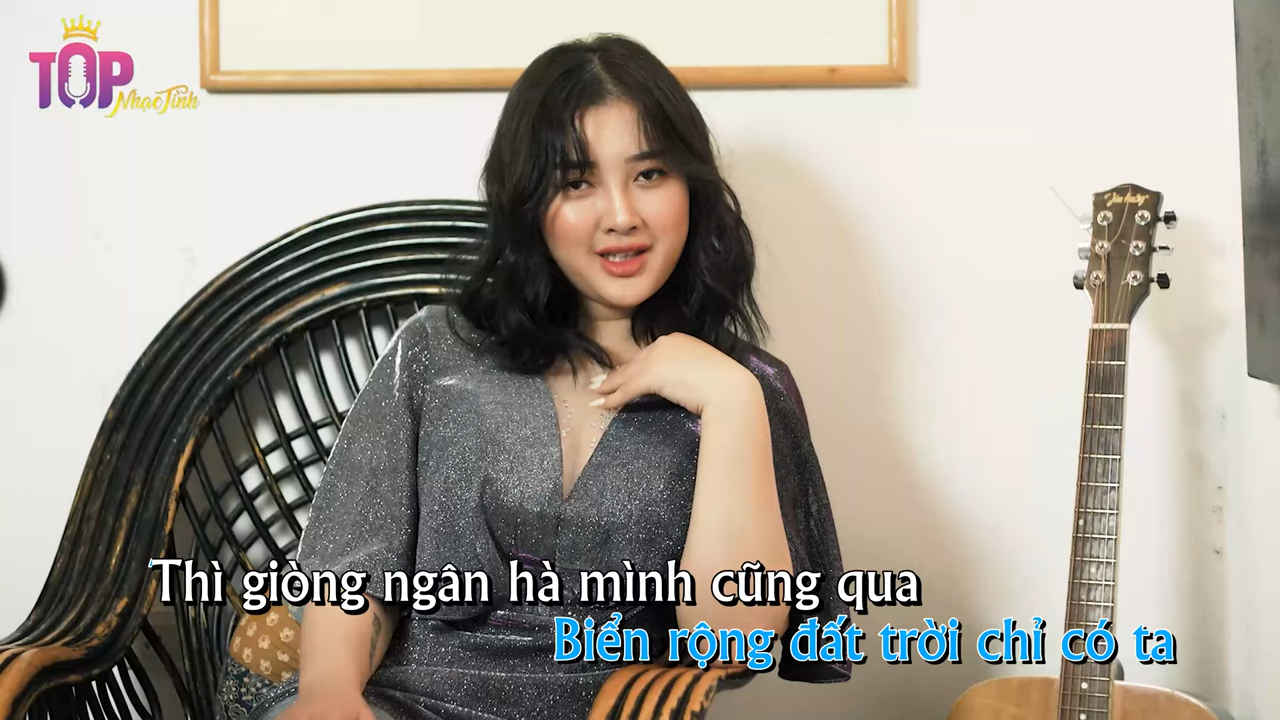 TOP
Nhạc Tình
Thì giòng ngân hà mình cũng qua
Biển rộng đất trời chỉ có ta